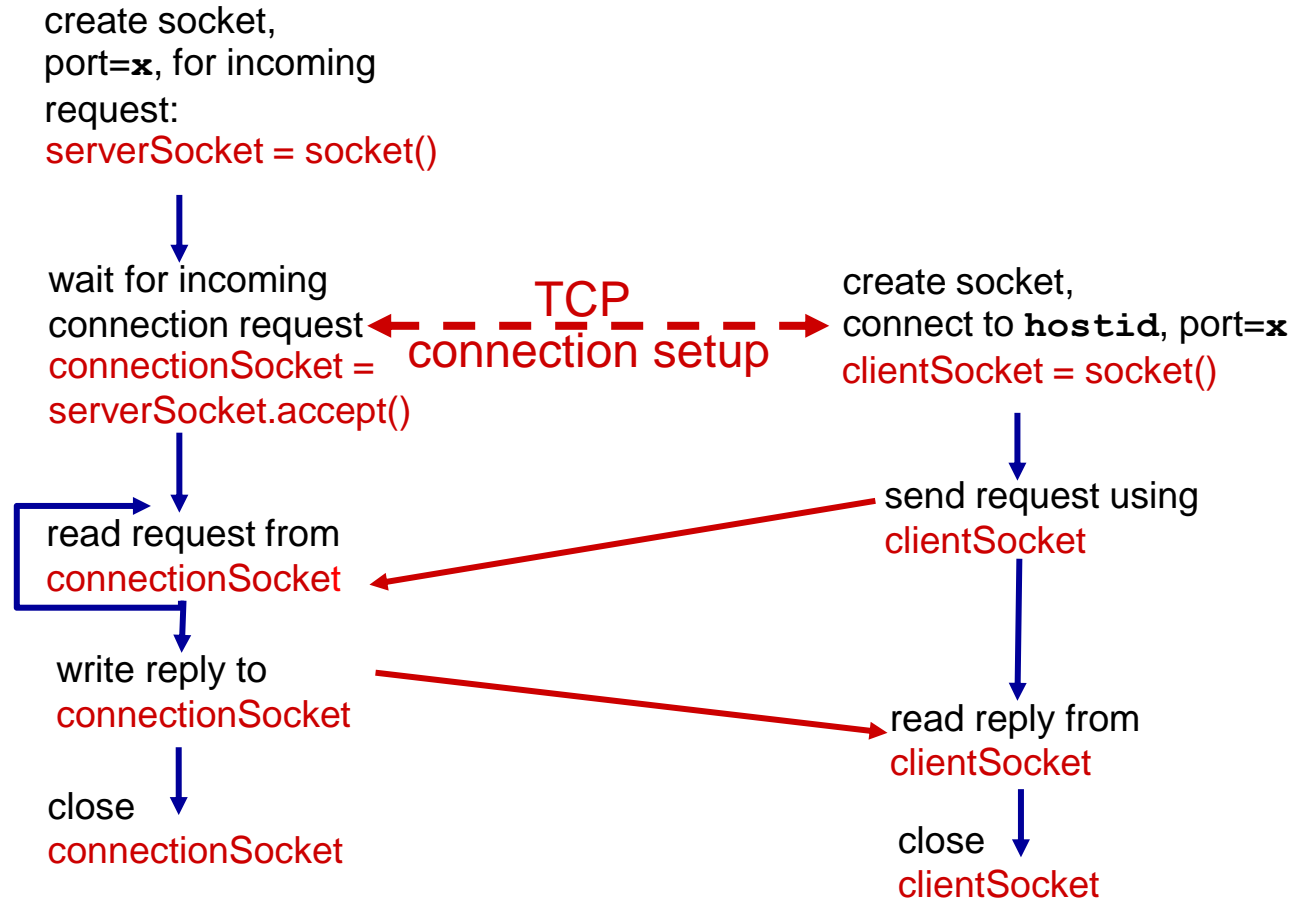 create socket,
port=x, for incoming
request:
serverSocket = socket()
wait for incoming
connection request
connectionSocket =
serverSocket.accept()
TCP
connection setup
create socket,
connect to hostid, port=x
clientSocket = socket()
read request from
connectionSocket
send request using
clientSocket
write reply to
connectionSocket
read reply from
clientSocket
close
connectionSocket
close
clientSocket